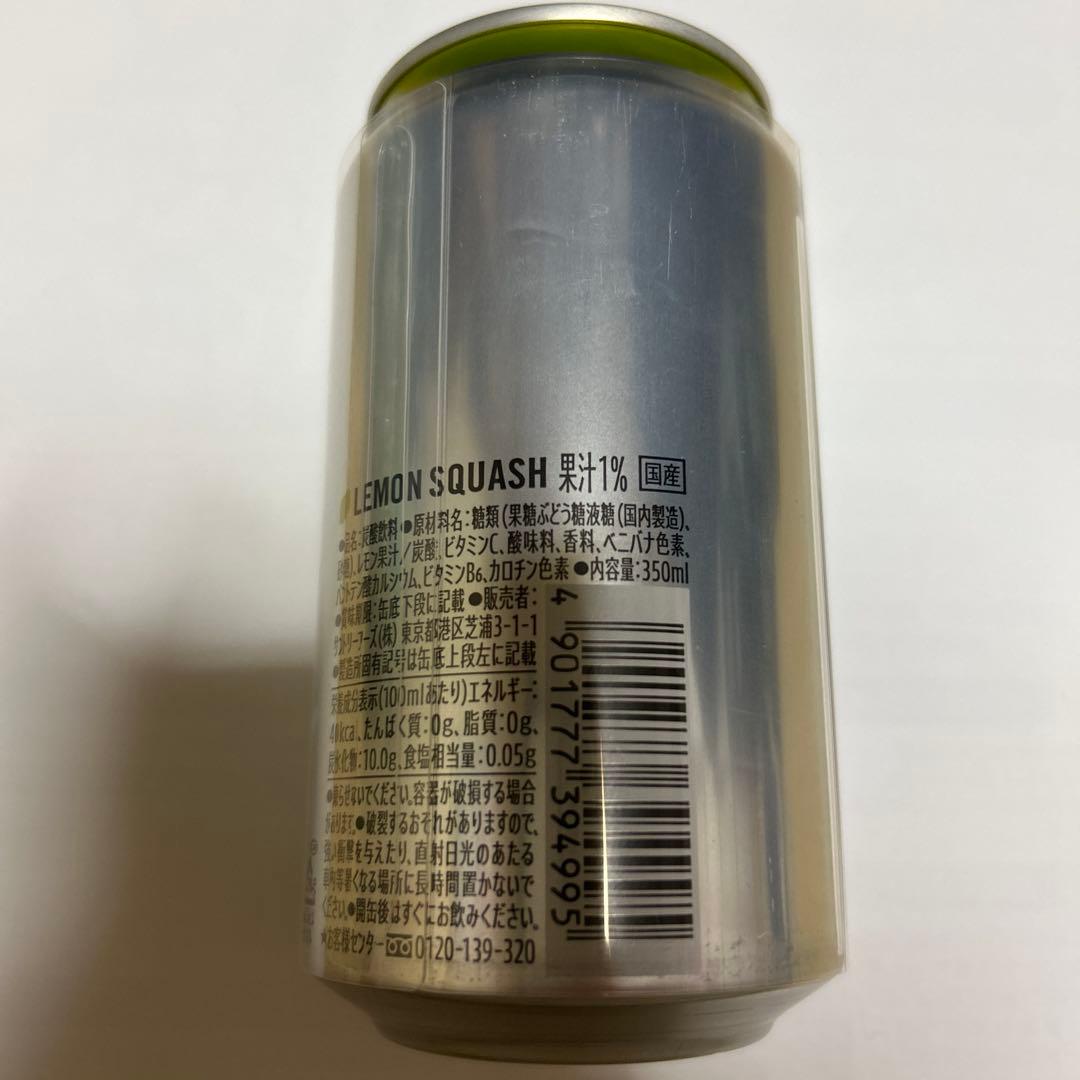 LEMON SQUASH 果汁1% 国産
●品名:炭酸飲料 ●原材料名:糖類(果糖ぶどう糖液糖(国内製造)、
砂糖)、レモン果汁/炭酸、ビタミンC、酸味料、香料、ベニバナ色素、
パントテン酸カルシウム、ビタミンB6、カロチン色素 ●内容量:350ml
●賞味期限:缶底下段に記載 ●販売者:
サントリーフーズ(株) 東京都港区芝浦3-1-1
●製造所固有記号は缶底上段左に記載
栄養成分表示(100mlあたり)エネルギー:
40kcal、たんぱく質:0g、脂質:0g、
炭水化物:10.0g、食塩相当量:0.05g
●凍らせないでください。容器が破損する場合
があります。●破裂するおそれがありますので、
強い衝撃を与えたり、直射日光のあたる
車内等暑くなる場所に長時間置かないで
ください。●開缶後はすぐにお飲みください。
★お客様センター 0120-139-320
4 901777 394995